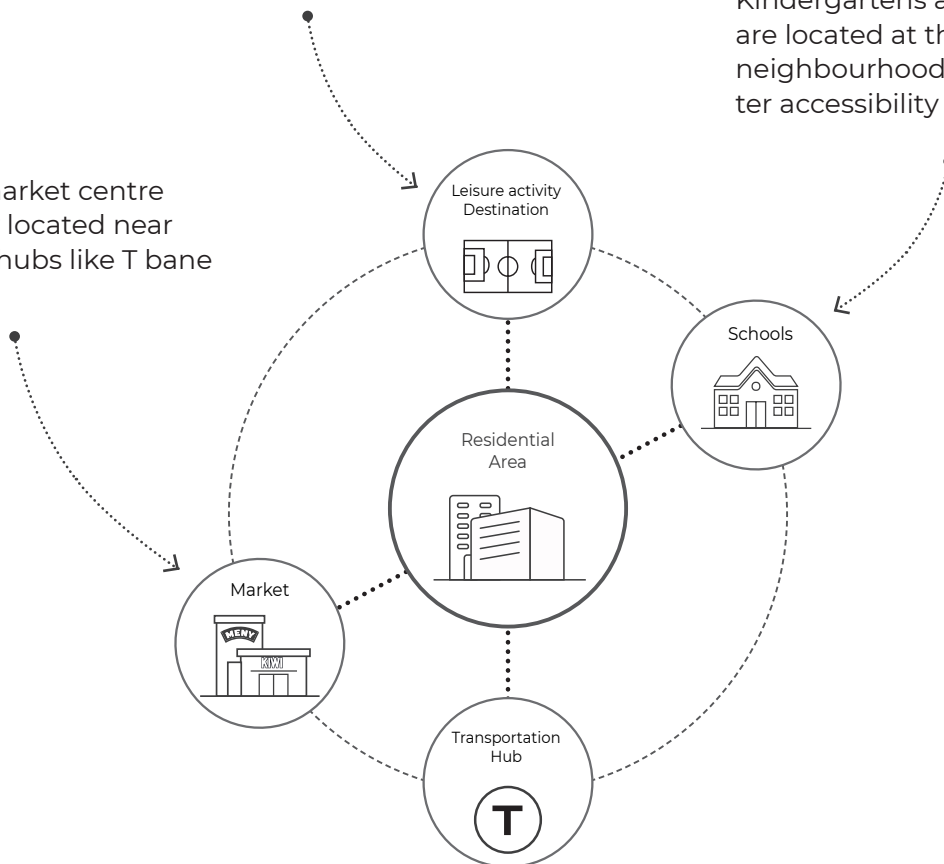 Kindergartens a
are located at th
neighbourhood
ter accessibility
arket centre
located near
hubs like T bane
Leisure activity
Destination
Schools
Residential
Area
Market
MENY
KIWI
Transportation
Hub
T